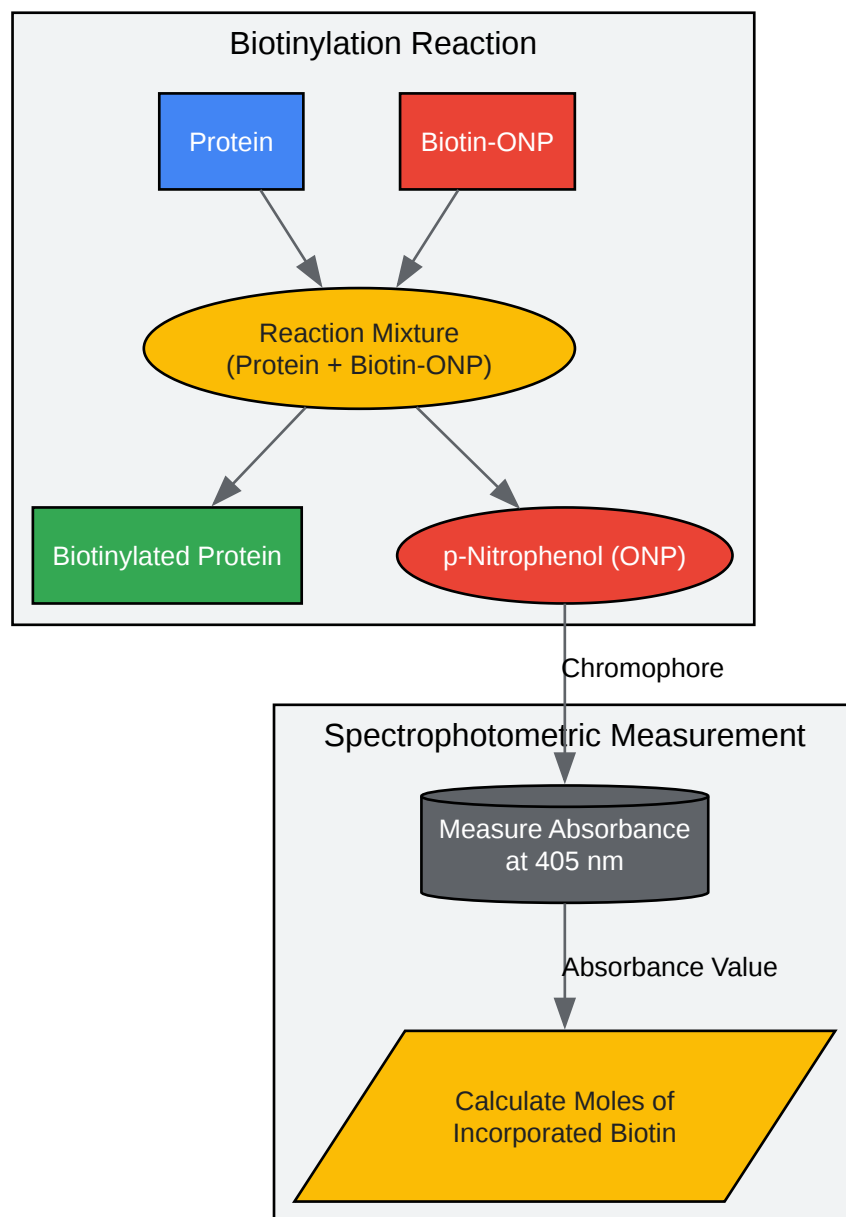 Biotinylation Reaction
Protein
Biotin-ONP
Reaction Mixture
(Protein + Biotin-ONP)
Biotinylated Protein
p-Nitrophenol (ONP)
Chromophore
Spectrophotometric Measurement
Measure Absorbance
at 405 nm
Absorbance Value
Calculate Moles of
Incorporated Biotin